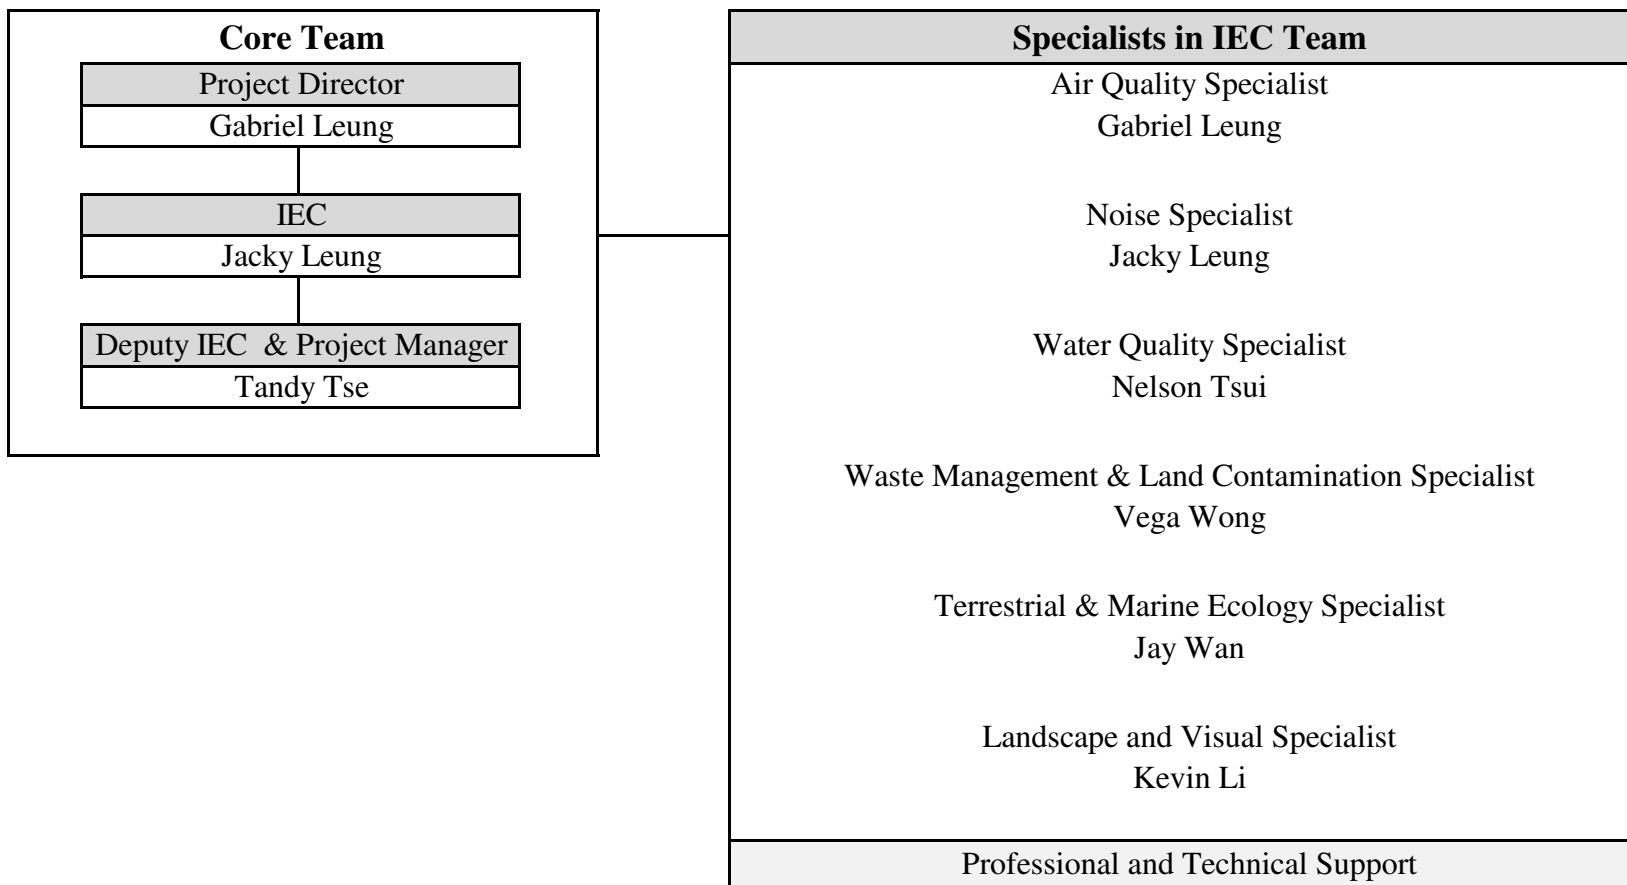 Core Team
Project Director
Gabriel Leung
IEC
Jacky Leung
Deputy IEC & Project Manager
Tandy Tse
Specialists in IEC Team
Air Quality Specialist
Gabriel Leung
Noise Specialist
Jacky Leung
Water Quality Specialist
Nelson Tsui
Waste Management & Land Contamination Specialist
Vega Wong
Terrestrial & Marine Ecology Specialist
Jay Wan
Landscape and Visual Specialist
Kevin Li
Professional and Technical Support